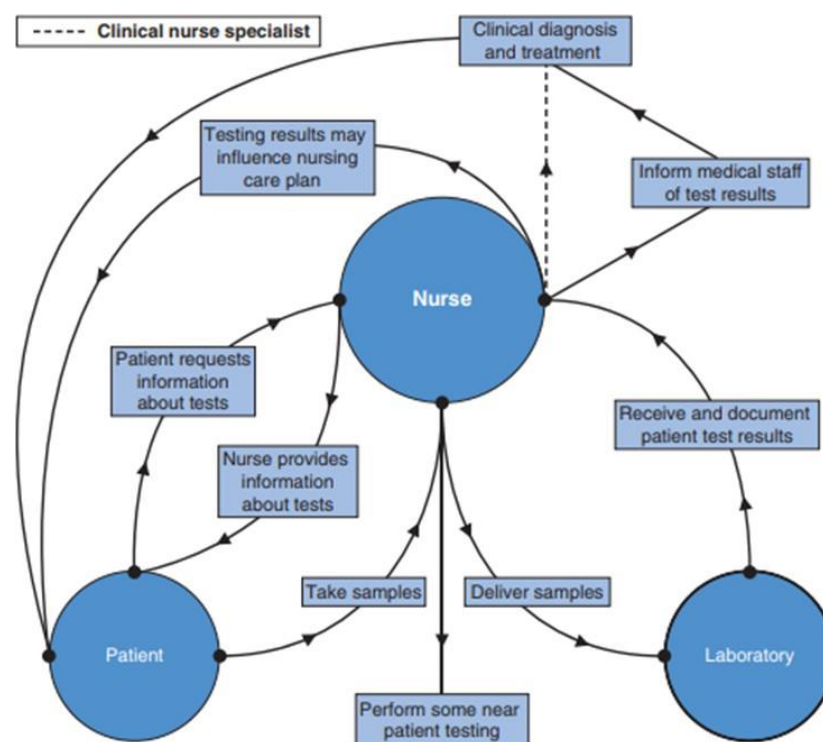 Clinical nurse specialist
Clinical diagnosis
and treatment
Testing results may
influence nursing
care plan
Inform medical staff
of test results
Nurse
Patient requests
information
about tests
Receive and document
patient test results
Nurse provides
information
about tests
Take samples
Deliver samples
Patient
Laboratory
Perform some near
patient testing